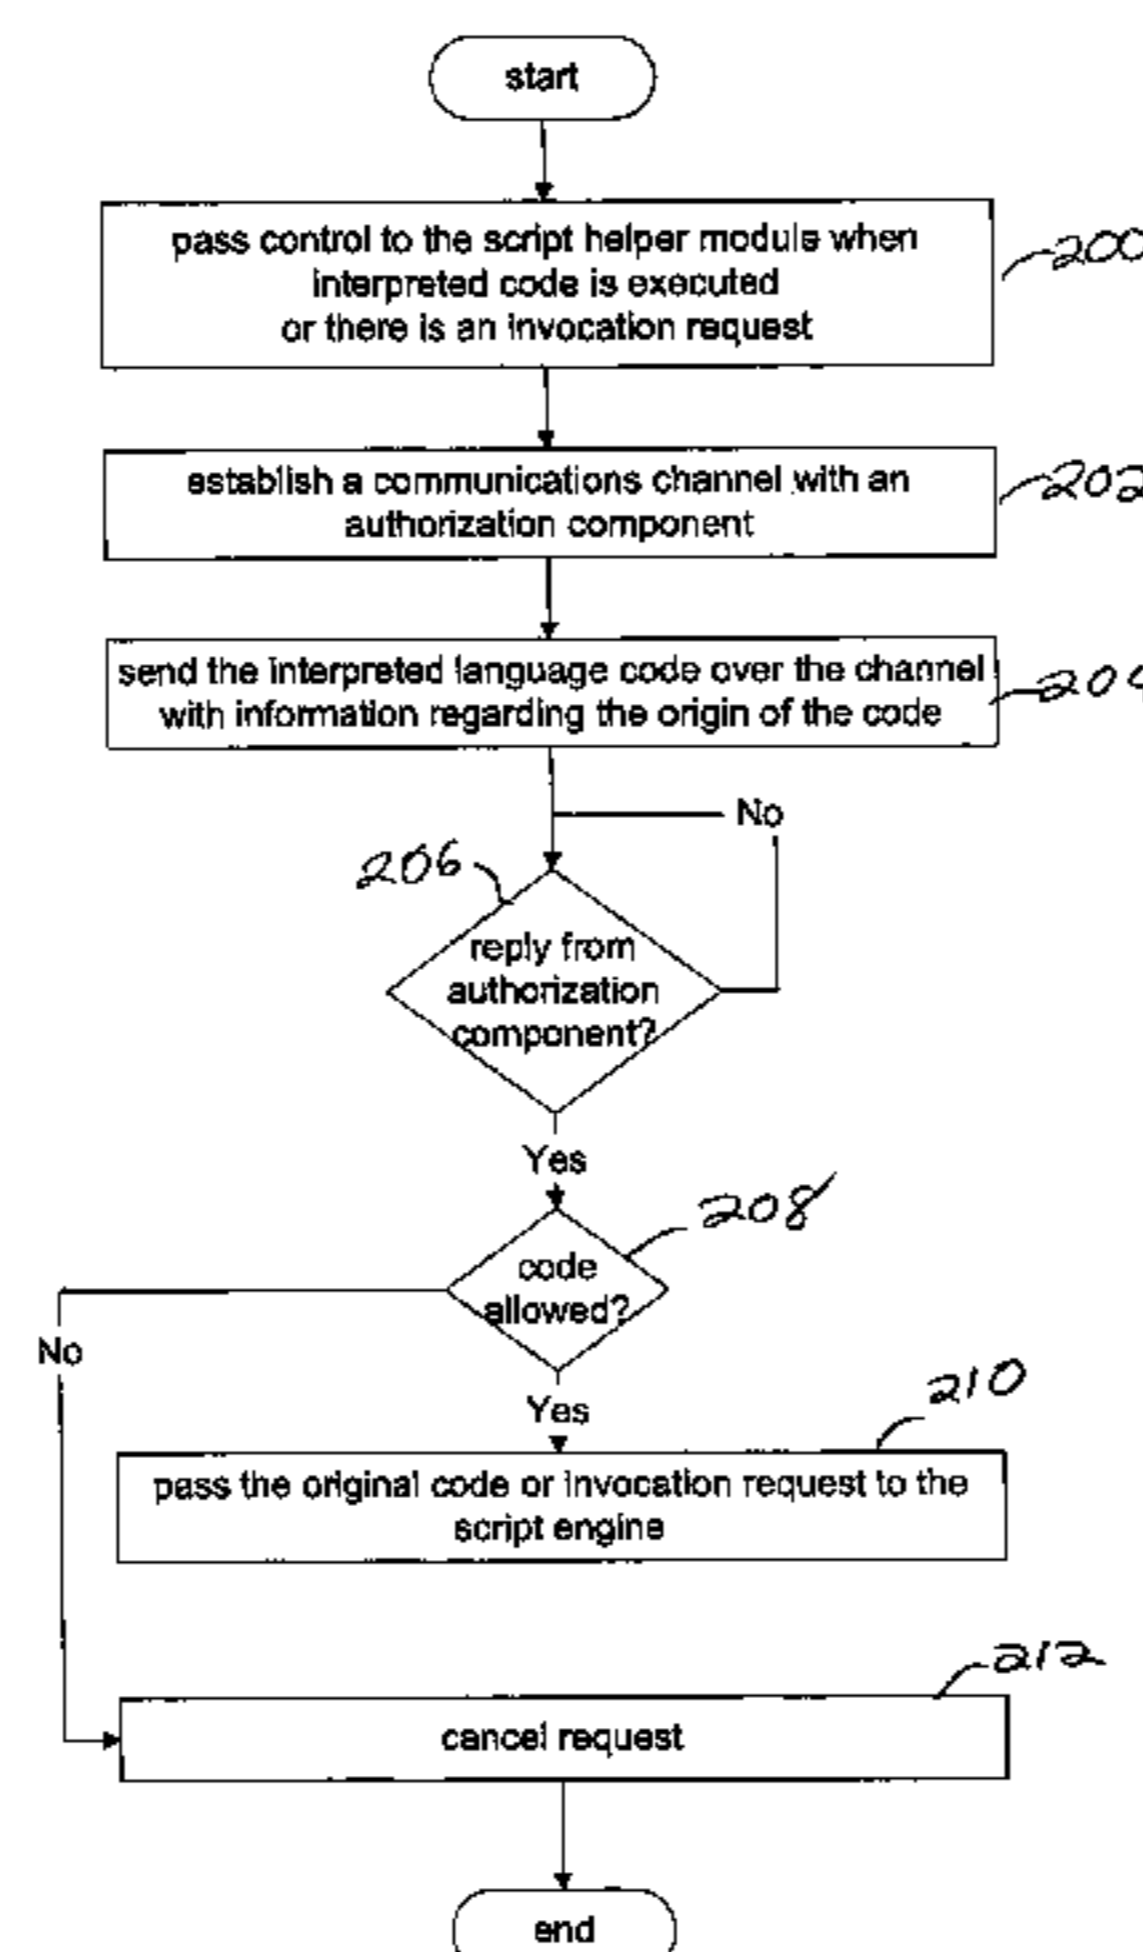 start
pass control to the script helper module when
interpreted code is executed
or there is an invocation request
200
establish a communications channel with an
authorization component
202
send the interpreted language code over the channel
with information regarding the origin of the code
204
No
206
reply from
authorization
component?
Yes
208
code
allowed?
No
Yes
210
pass the original code or invocation request to the
script engine
212
cancel request
end